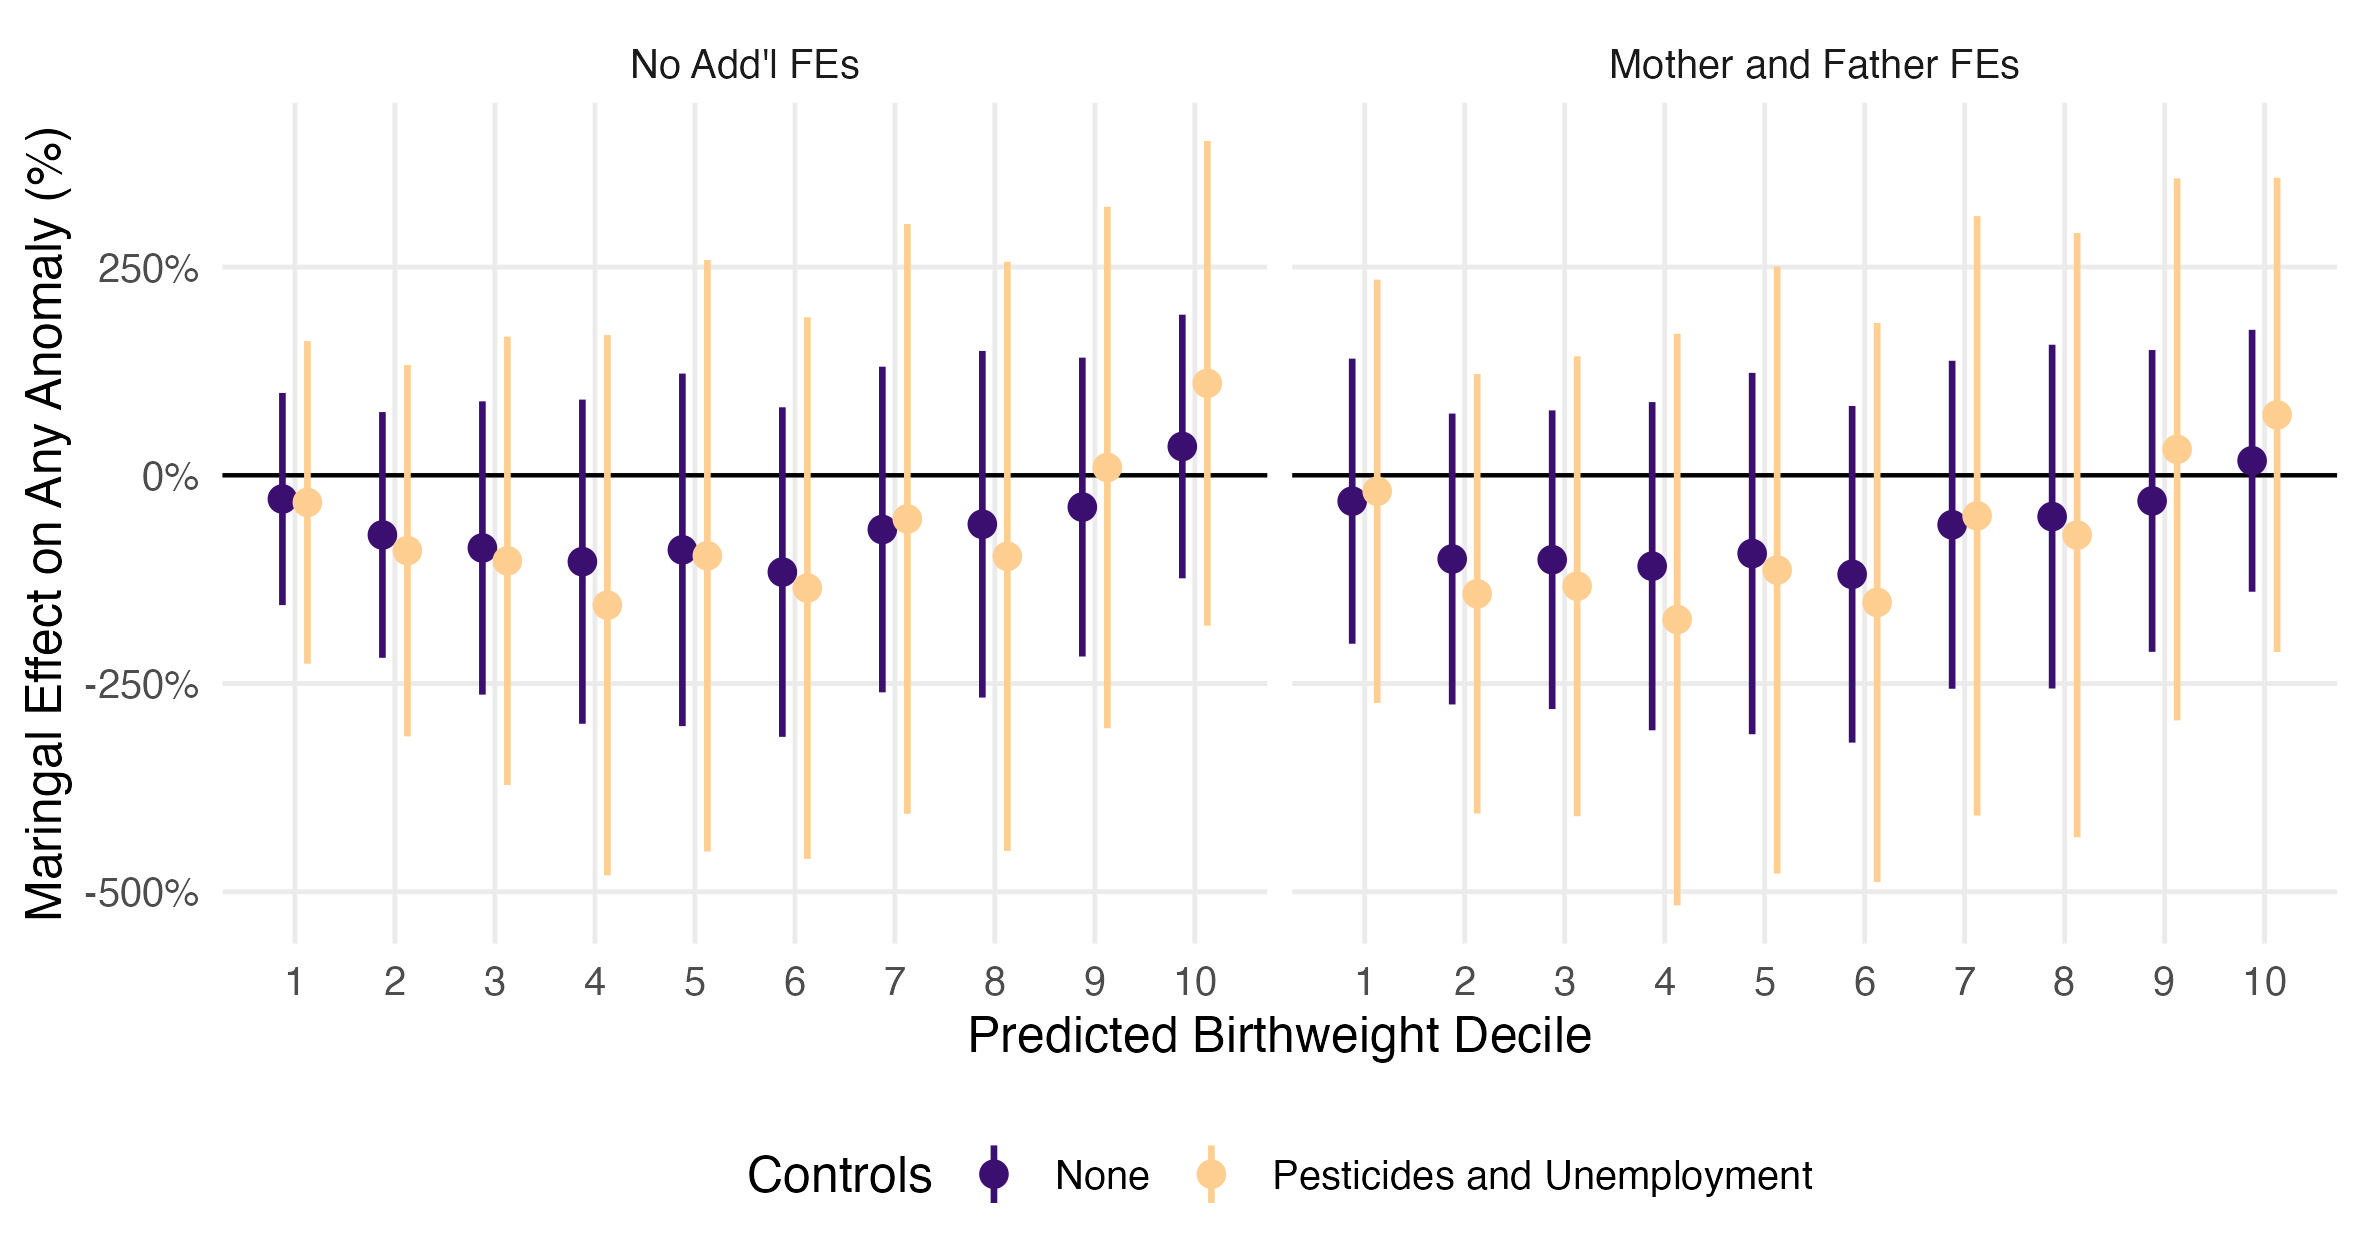 No Add'l FEs
Mother and Father FEs
Maringal Effect on Any Anomaly (%)
250%
0%
-250%
-500%
1 2 3 4 5 6 7 8 9 10
1 2 3 4 5 6 7 8 9 10
Predicted Birthweight Decile
Controls None Pesticides and Unemployment